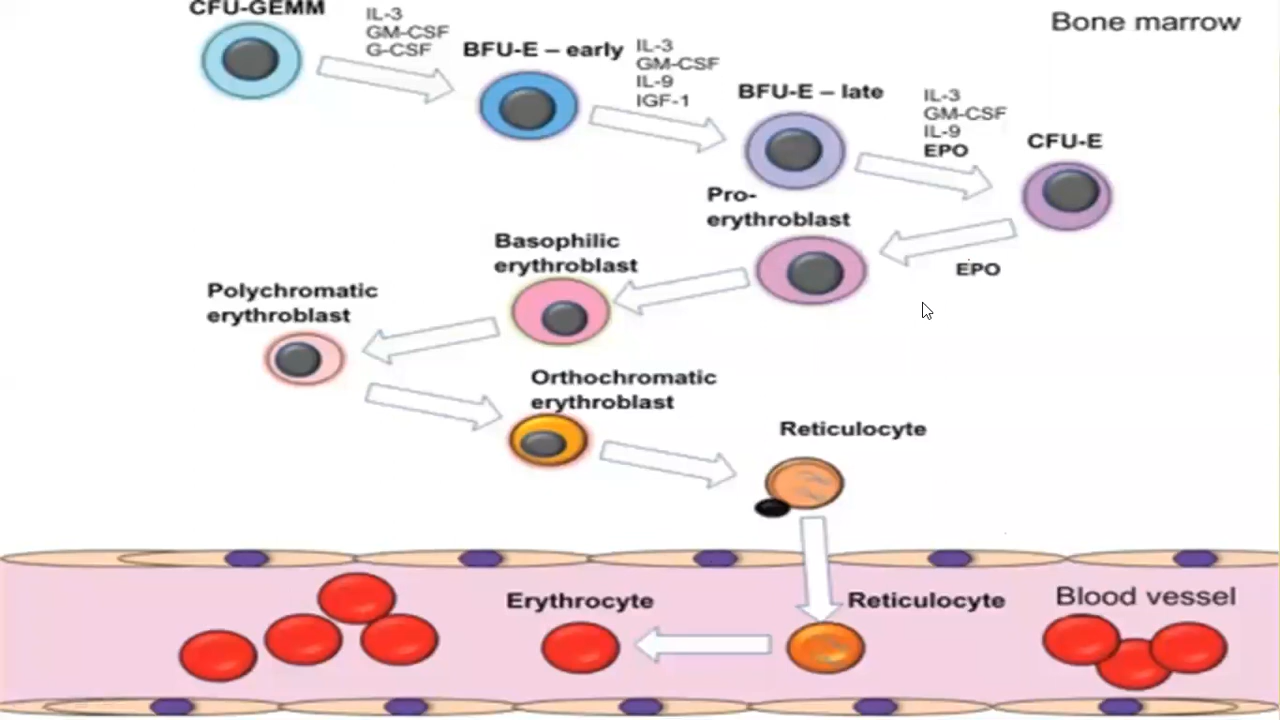 CFU-GEMM
IL-3
GM-CSF
G-CSF
Bone marrow
BFU-E – early
IL-3
GM-CSF
IL-9
IGF-1
BFU-E – late
IL-3
GM-CSF
IL-9
EPO
CFU-E
Pro-
erythroblast
EPO
Basophilic
erythroblast
Polychromatic
erythroblast
Orthochromatic
erythroblast
Reticulocyte
Erythrocyte
Reticulocyte
Blood vessel